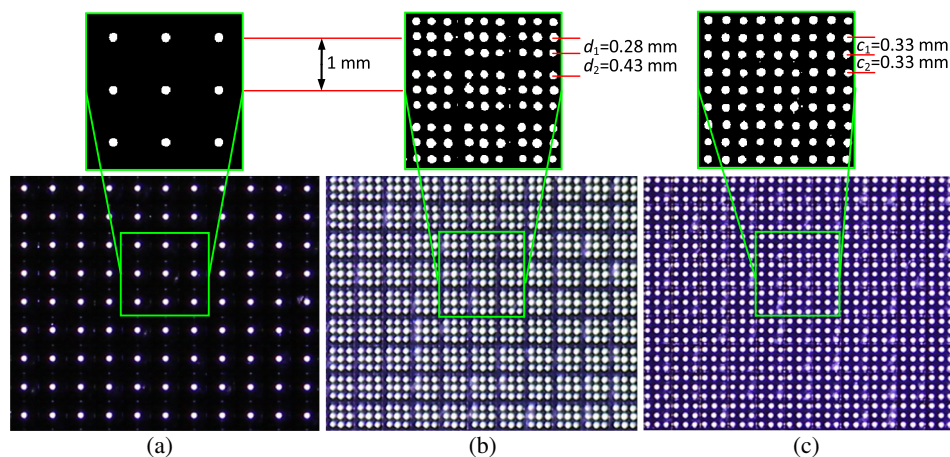 1 mm
d₁=0.28 mm
d₂=0.43 mm
c₁=0.33 mm
c₂=0.33 mm
(a)
(b)
(c)